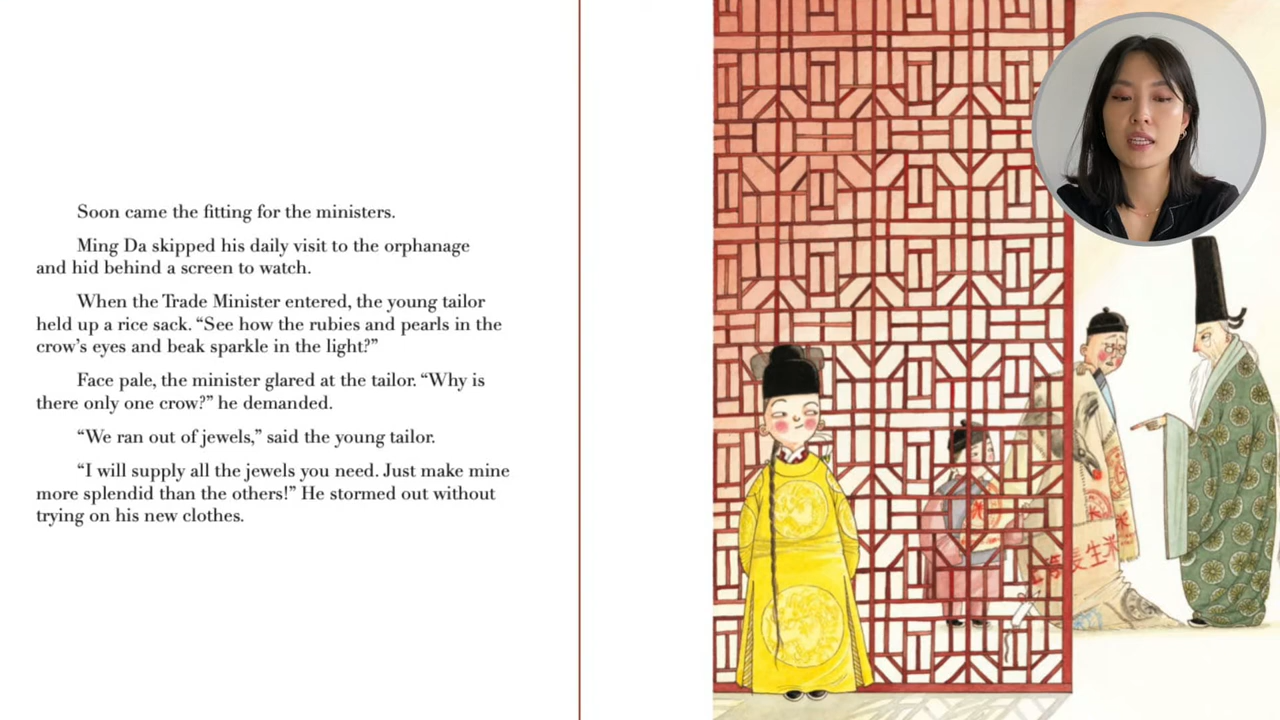 Soon came the fitting for the ministers.
Ming Da skipped his daily visit to the orphanage
and hid behind a screen to watch.
When the Trade Minister entered, the young tailor
held up a rice sack. “See how the rubies and pearls in the
crow’s eyes and beak sparkle in the light?”
Face pale, the minister glared at the tailor. “Why is
there only one crow?” he demanded.
“We ran out of jewels,” said the young tailor.
“I will supply all the jewels you need. Just make mine
more splendid than the others!” He stormed out without
trying on his new clothes.
長生米